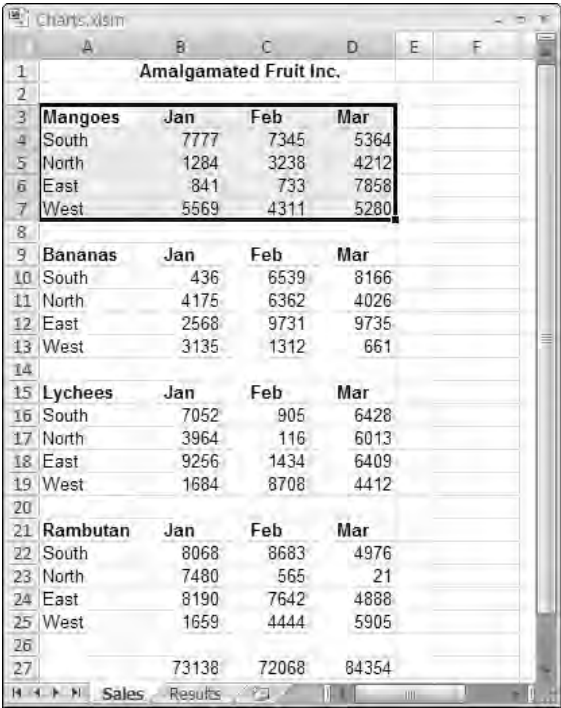 Charts.xlsm
A B C D E F
1 Amalgamated Fruit Inc.
2
3 Mangoes Jan Feb Mar
4 South 7777 7345 5364
5 North 1284 3238 4212
6 East 841 733 7858
7 West 5569 4311 5280
8
9 Bananas Jan Feb Mar
10 South 436 6539 8166
11 North 4175 6362 4026
12 East 2568 9731 9735
13 West 3135 1312 661
14
15 Lychees Jan Feb Mar
16 South 7052 905 6428
17 North 3964 116 6013
18 East 9256 1434 6409
19 West 1684 8708 4412
20
21 Rambutan Jan Feb Mar
22 South 8068 8683 4976
23 North 7480 565 21
24 East 8190 7642 4888
25 West 1659 4444 5905
26
27 73138 72068 84354
Sales Results